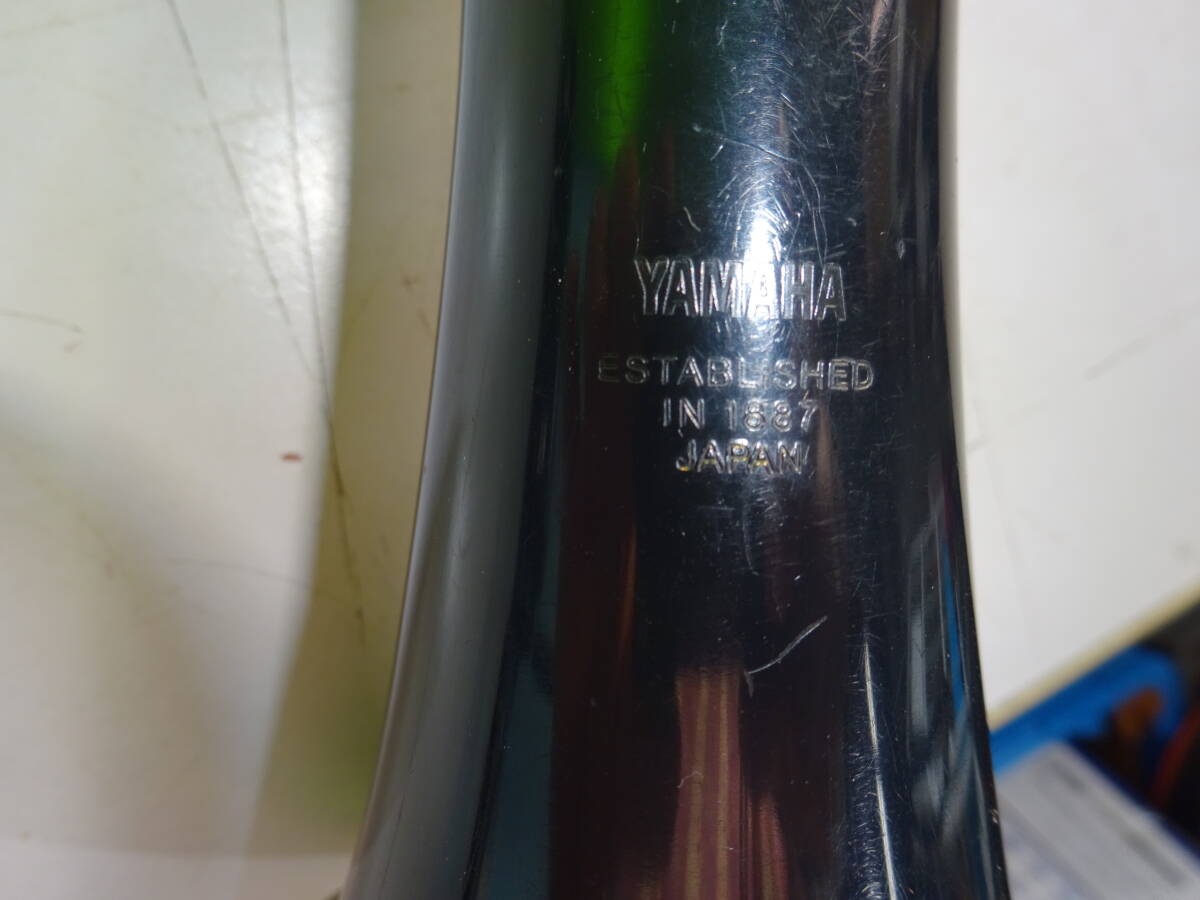 YAMAHA
ESTABLISHED
IN 1887
JAPAN